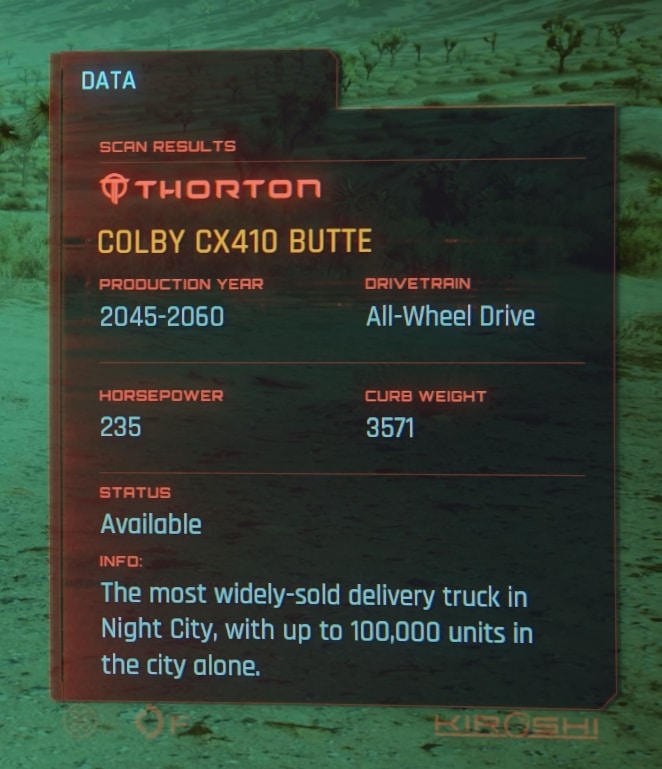 DATA
SCAN RESULTS
THORTON
COLBY CX410 BUTTE
PRODUCTION YEAR DRIVETRAIN
2045-2060 All-Wheel Drive
HORSEPOWER CURB WEIGHT
235 3571
STATUS
Available
INFO:
The most widely-sold delivery truck in
Night City, with up to 100,000 units in
the city alone.
F KIROSHI